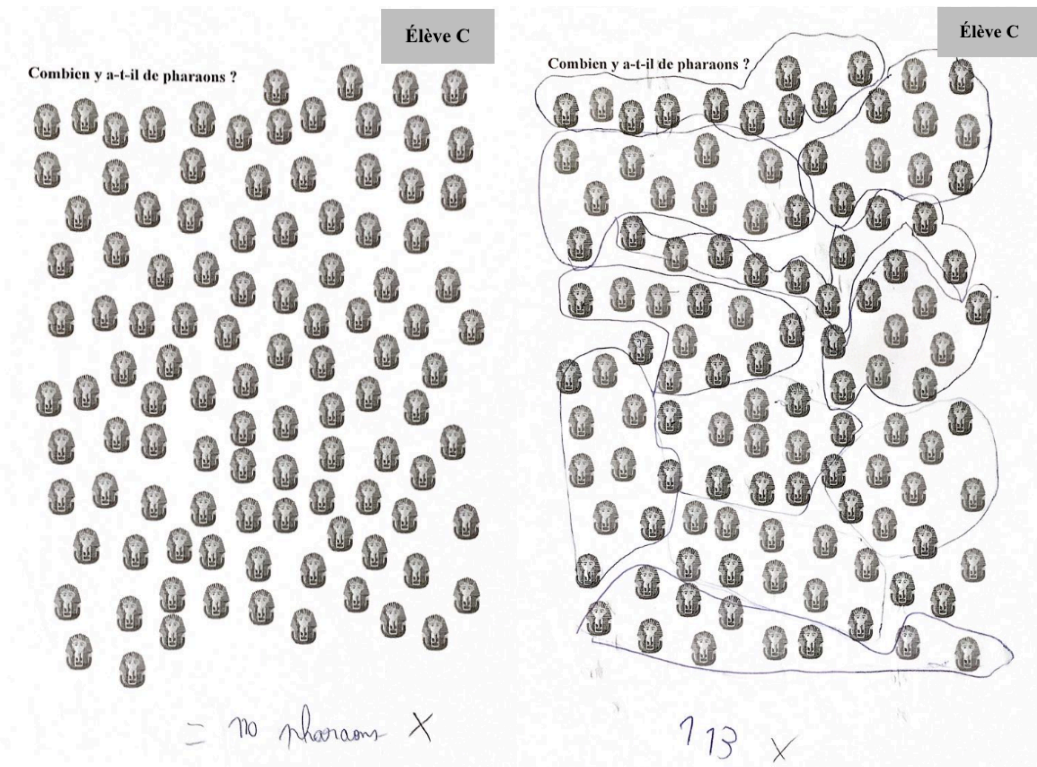 Élève C
Combien y a-t-il de pharaons ?
= 110 pharaons X
Élève C
Combien y a-t-il de pharaons ?
113 X